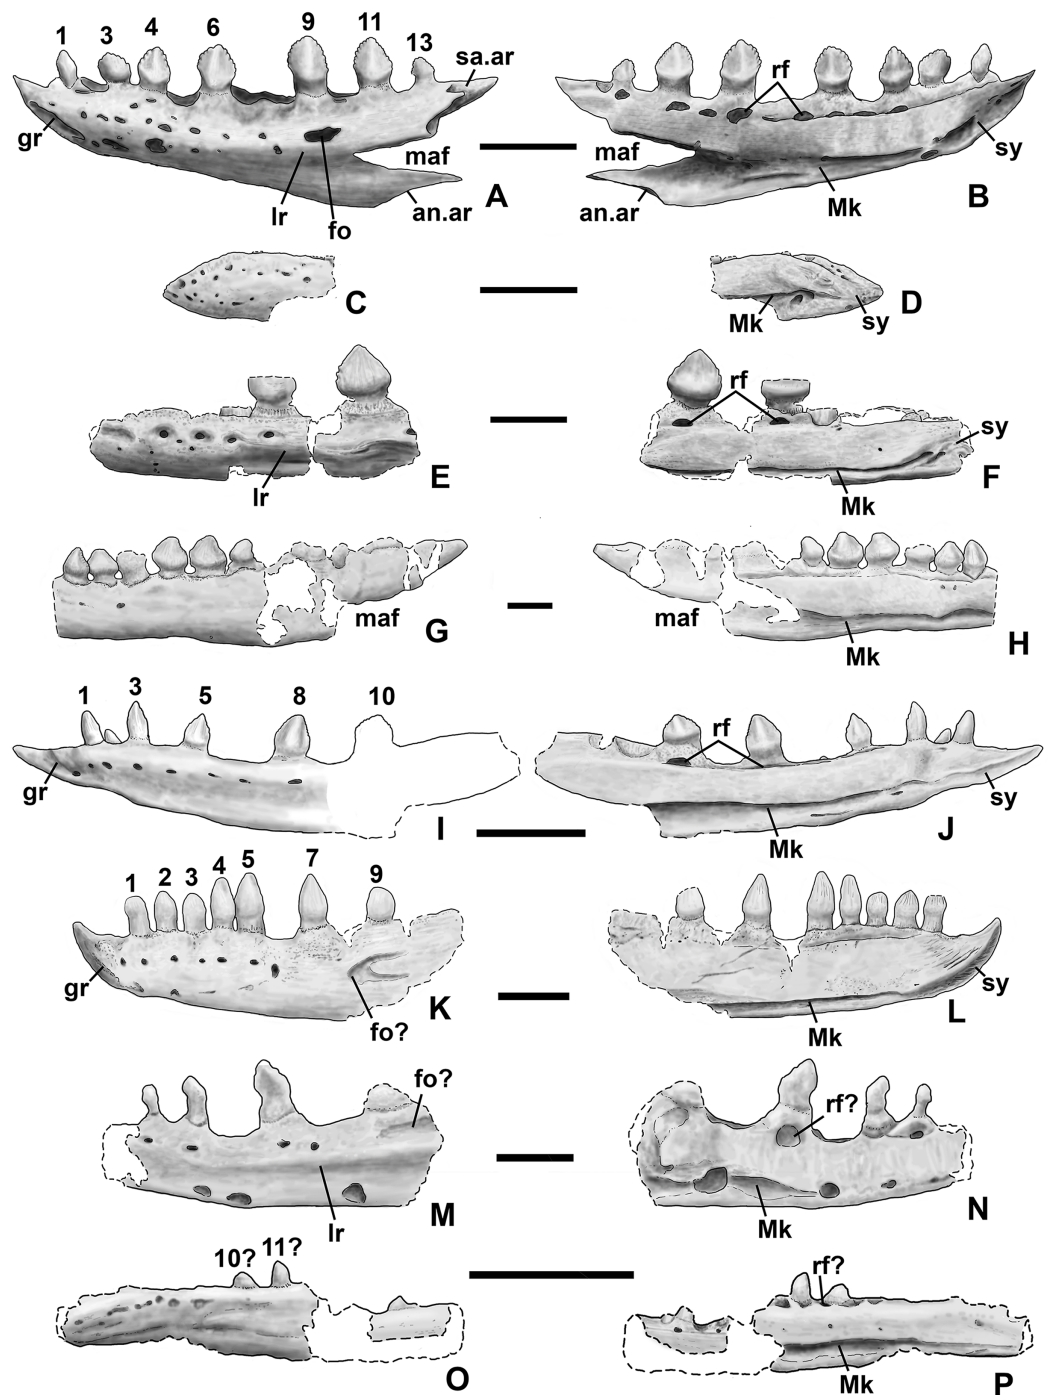 1 3 4 6 9 11 13
sa.ar
rf
gr
maf
maf
sy
lr
fo
an.ar
A
an.ar
Mk
B
C
Mk
sy
D
rf
sy
lr
E
Mk
F
maf
G
maf
Mk
H
1 3 5 8 10
rf
gr
I
Mk
sy
J
1 2 3 4 5 7 9
gr
fo?
K
Mk
sy
L
fo?
rf?
lr
M
Mk
N
10? 11?
rf?
O
Mk
P